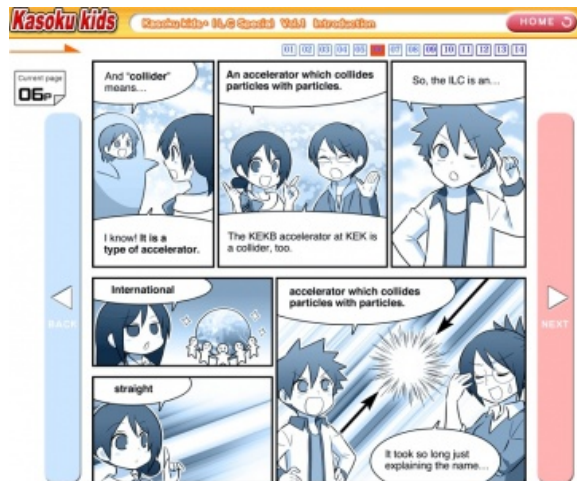 Kasoku kids
Kasoku kids • ILC Special Vol.1 Introduction
HOME
01 02 03 04 05 07 08 09 10 11 12 13 14
Current page
06P
And "collider"
means…
I know! It is a
type of accelerator.
An accelerator which collides
particles with particles.
The KEKB accelerator at KEK is
a collider, too.
So, the ILC is an…
BACK
NEXT
International
straight
accelerator which collides
particles with particles.
It took so long just
explaining the name…